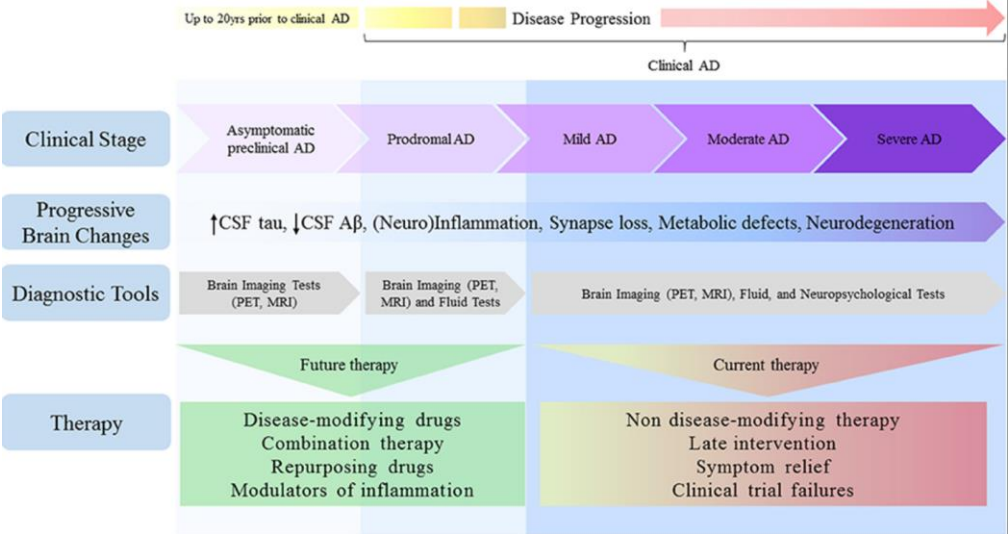 Up to 20yrs prior to clinical AD
Disease Progression
Clinical AD
Clinical Stage
Asymptomatic
preclinical AD
Prodromal AD
Mild AD
Moderate AD
Severe AD
Progressive
Brain Changes
↑CSF tau, ↓CSF Aβ, (Neuro)Inflammation, Synapse loss, Metabolic defects, Neurodegeneration
Diagnostic Tools
Brain Imaging Tests
(PET, MRI)
Brain Imaging (PET,
MRI) and Fluid Tests
Brain Imaging (PET, MRI), Fluid, and Neuropsychological Tests
Future therapy
Current therapy
Therapy
Disease-modifying drugs
Combination therapy
Repurposing drugs
Modulators of inflammation
Non disease-modifying therapy
Late intervention
Symptom relief
Clinical trial failures